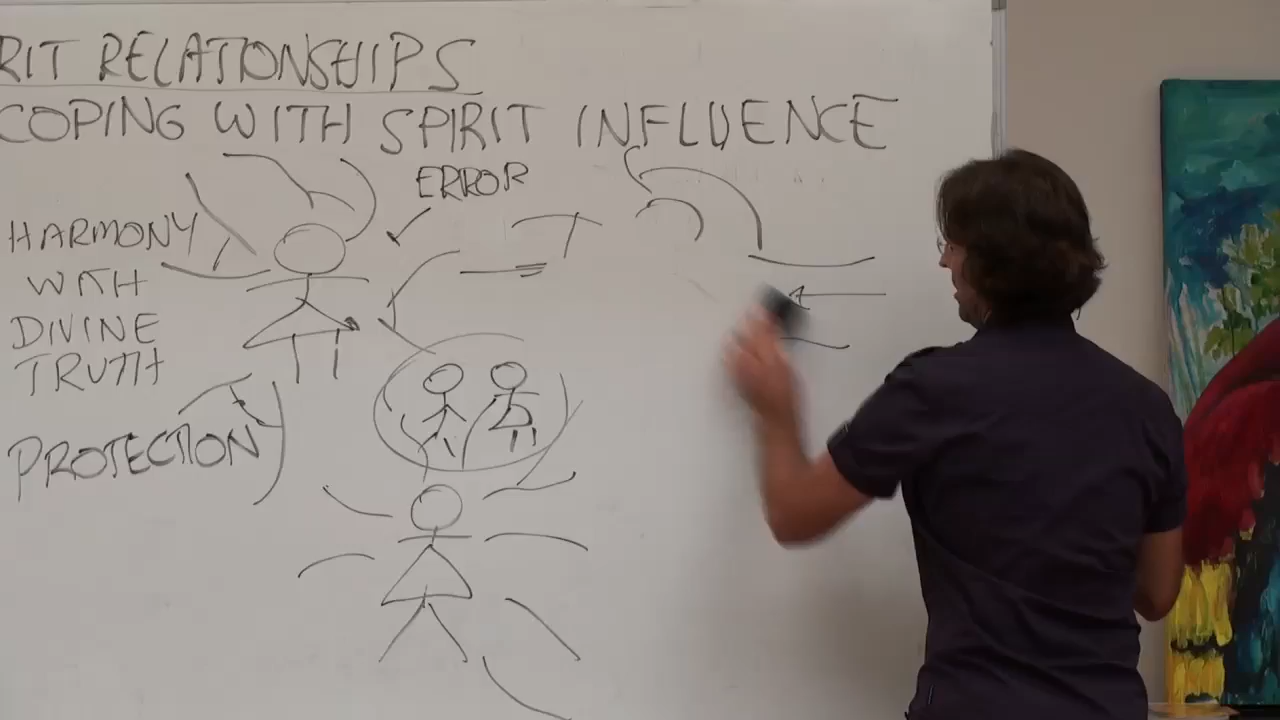 RIT RELATIONSHIPS
COPING WITH SPIRIT INFLUENCE
ERROR
HARMONY
WITH
DIVINE
TRUTH
PROTECTION